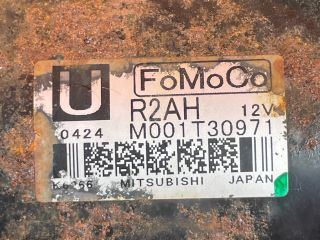 U FoMoCo
R2AH 12V
0424 M001T30971
MITSUBISHI JAPAN